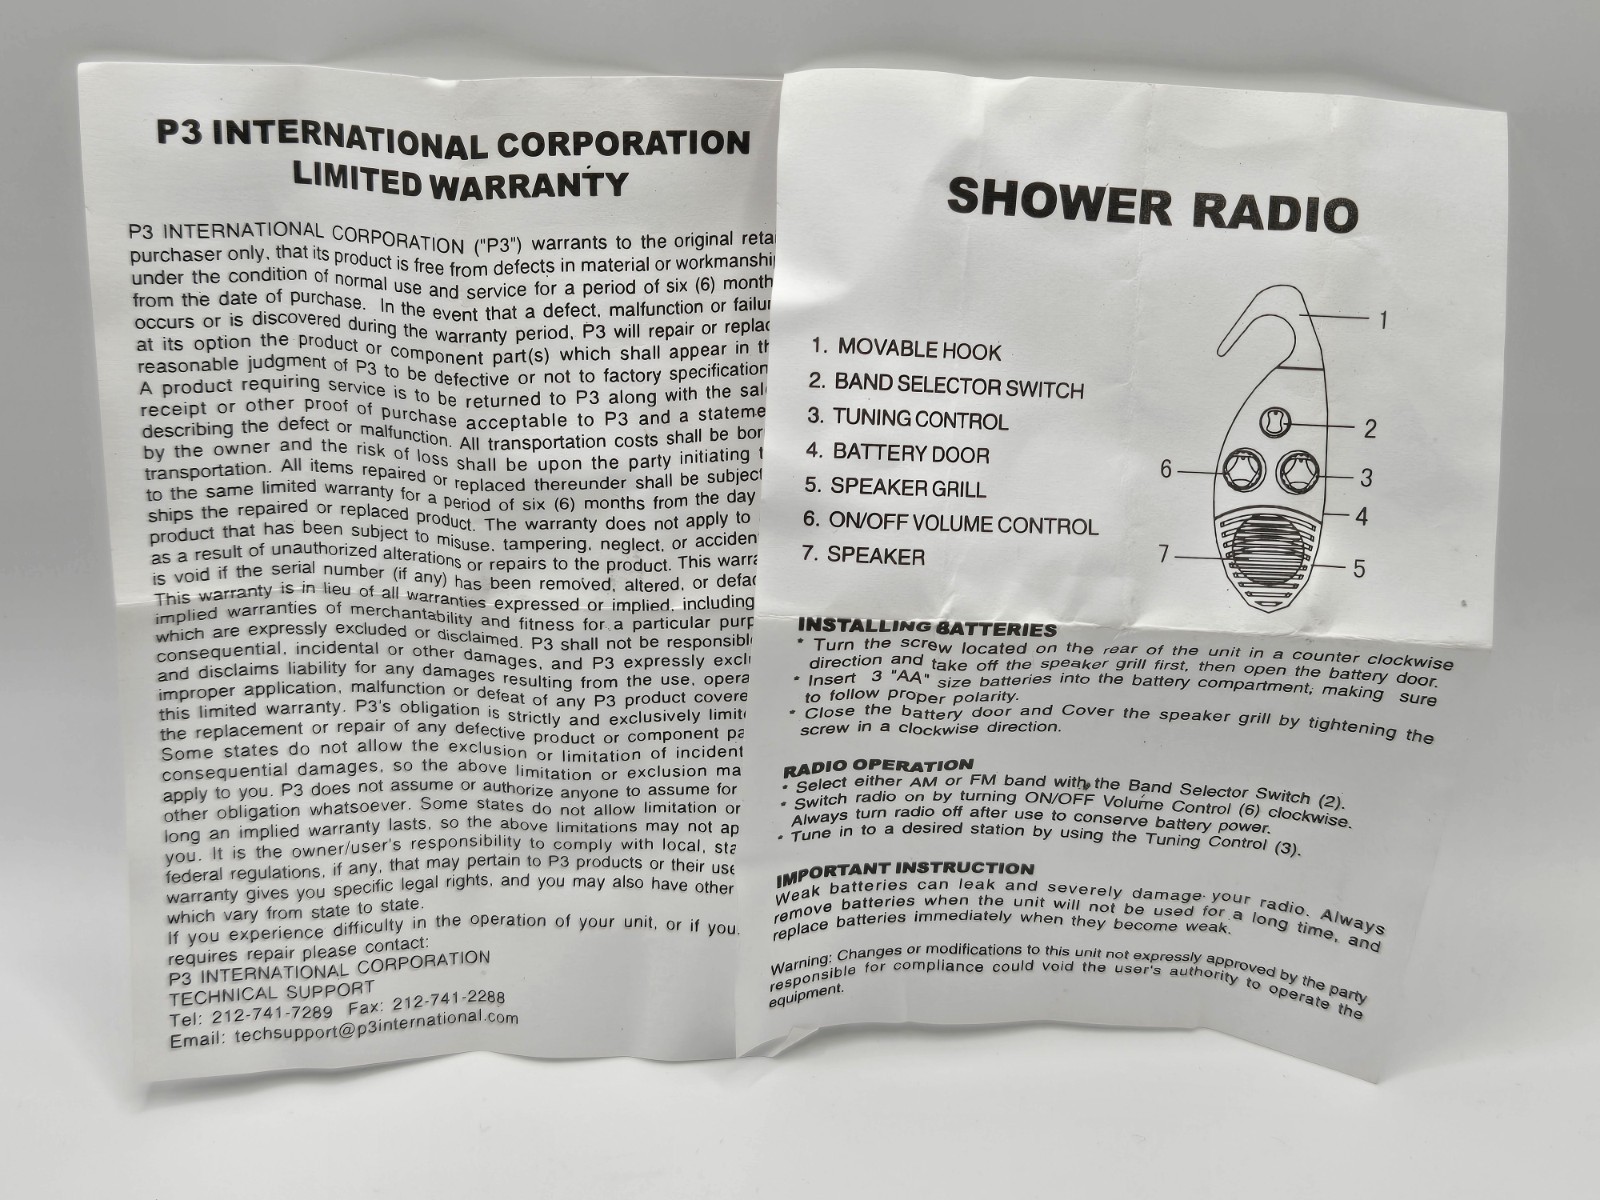 P3 INTERNATIONAL CORPORATION
LIMITED WARRANTY
P3 INTERNATIONAL CORPORATION ("P3") warrants to the original
purchaser only, that its product is free from defects in material or
under the condition of normal use and service for a period of six (6)
from the date of purchase. In the event that a defect, malfunction or
occurs or is discovered during the warranty period, P3 will repair or
at its option the product or component part(s) which shall appear in
reasonable judgment of P3 to be defective or not to factory
A product requiring service is to be returned to P3 along with the
receipt or other proof of purchase acceptable to P3 and a
describing the defect or malfunction. All transportation costs shall be
by the owner and the risk of loss shall be upon the party initiating
transportation. All items repaired or replaced thereunder shall be subject
to the same limited warranty for a period of six (6) months from the day
ships the repaired or replaced product. The warranty does not apply to
product that has been subject to misuse, tampering, neglect, or
as a result of unauthorized alterations or repairs to the product. This
is void if the serial number (if any) has been removed, altered, or
This warranty is in lieu of all warranties expressed or implied, including
implied warranties of merchantability and fitness for a particular
which are expressly excluded or disclaimed. P3 shall not be
consequential, incidental or other damages, and P3 expressly
and disclaims liability for any damages resulting from the use,
improper application, malfunction or defeat of any P3 product
this limited warranty. P3's obligation is strictly and exclusively
the replacement or repair of any defective product or component
Some states do not allow the exclusion or limitation of
consequential damages, so the above limitation or exclusion
apply to you. P3 does not assume or authorize anyone to assume for
other obligation whatsoever. Some states do not allow limitation or
long an implied warranty lasts, so the above limitations may not
you. It is the owner/user's responsibility to comply with local,
federal regulations, if any, that may pertain to P3 products or their
warranty gives you specific legal rights, and you may also have other
which vary from state to state.
If you experience difficulty in the operation of your unit, or if
requires repair please contact:
P3 INTERNATIONAL CORPORATION
TECHNICAL SUPPORT
Tel: 212-741-7289 Fax: 212-741-2288
Email: techsupport@p3international.com
SHOWER RADIO
1. MOVABLE HOOK
2. BAND SELECTOR SWITCH
3. TUNING CONTROL
4. BATTERY DOOR
5. SPEAKER GRILL
6. ON/OFF VOLUME CONTROL
7. SPEAKER
1
2
6
3
4
7
5
INSTALLING BATTERIES
* Turn the screw located on the rear of the unit in a counter clockwise
direction and take off the speaker grill first, then open the battery door.
* Insert 3 "AA" size batteries into the battery compartment; making sure
to follow proper polarity.
* Close the battery door and Cover the speaker grill by tightening the
screw in a clockwise direction.
RADIO OPERATION
* Select either AM or FM band with the Band Selector Switch (2).
* Switch radio on by turning ON/OFF Volume Control (6) clockwise.
Always turn radio off after use to conserve battery power.
* Tune in to a desired station by using the Tuning Control (3).
IMPORTANT INSTRUCTION
Weak batteries can leak and severely damage your radio. Always
remove batteries when the unit will not be used for a long time, and
replace batteries immediately when they become weak.
Warning: Changes or modifications to this unit not expressly approved by the party
responsible for compliance could void the user's authority to operate the
equipment.